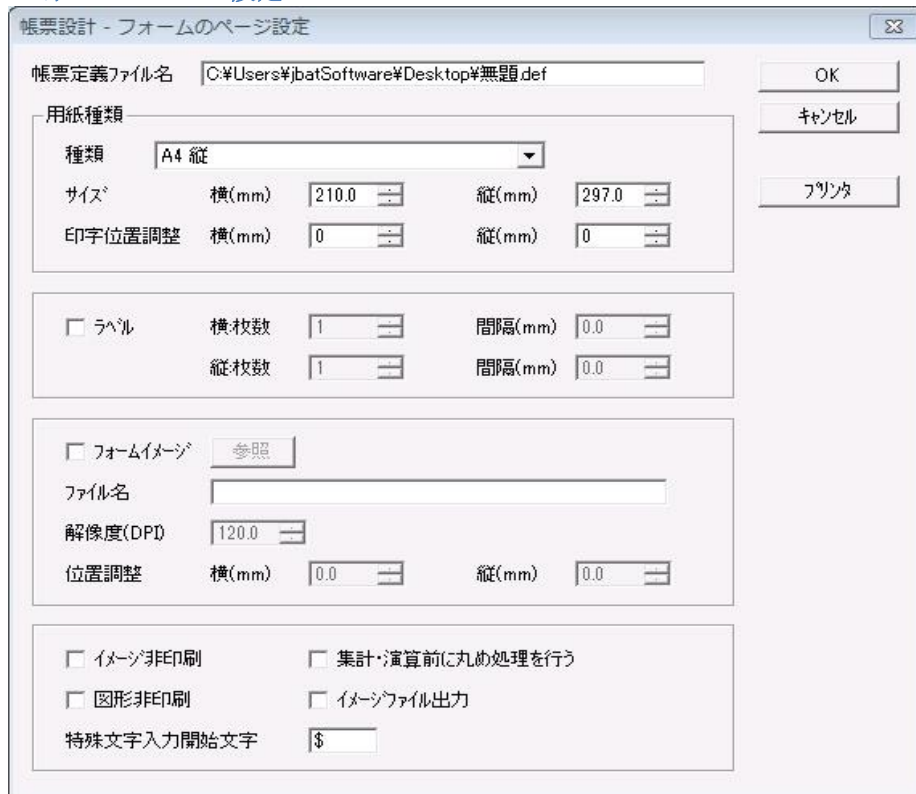 帳票設計 - フォームのページ設定
帳票定義ファイル名 C:¥Users¥jbatSoftware¥Desktop¥無題.def
OK
キャンセル
プリンタ
用紙種類
種類 A4 縦
サイズ 横(mm) 210.0 縦(mm) 297.0
印字位置調整 横(mm) 0 縦(mm) 0
ラベル 横:枚数 1 間隔(mm) 0.0
縦:枚数 1 間隔(mm) 0.0
フォームイメージ 参照
ファイル名
解像度(DPI) 120.0
位置調整 横(mm) 0.0 縦(mm) 0.0
イメージ非印刷 集計・演算前に丸め処理を行う
図形非印刷 イメージファイル出力
特殊文字入力開始文字 $